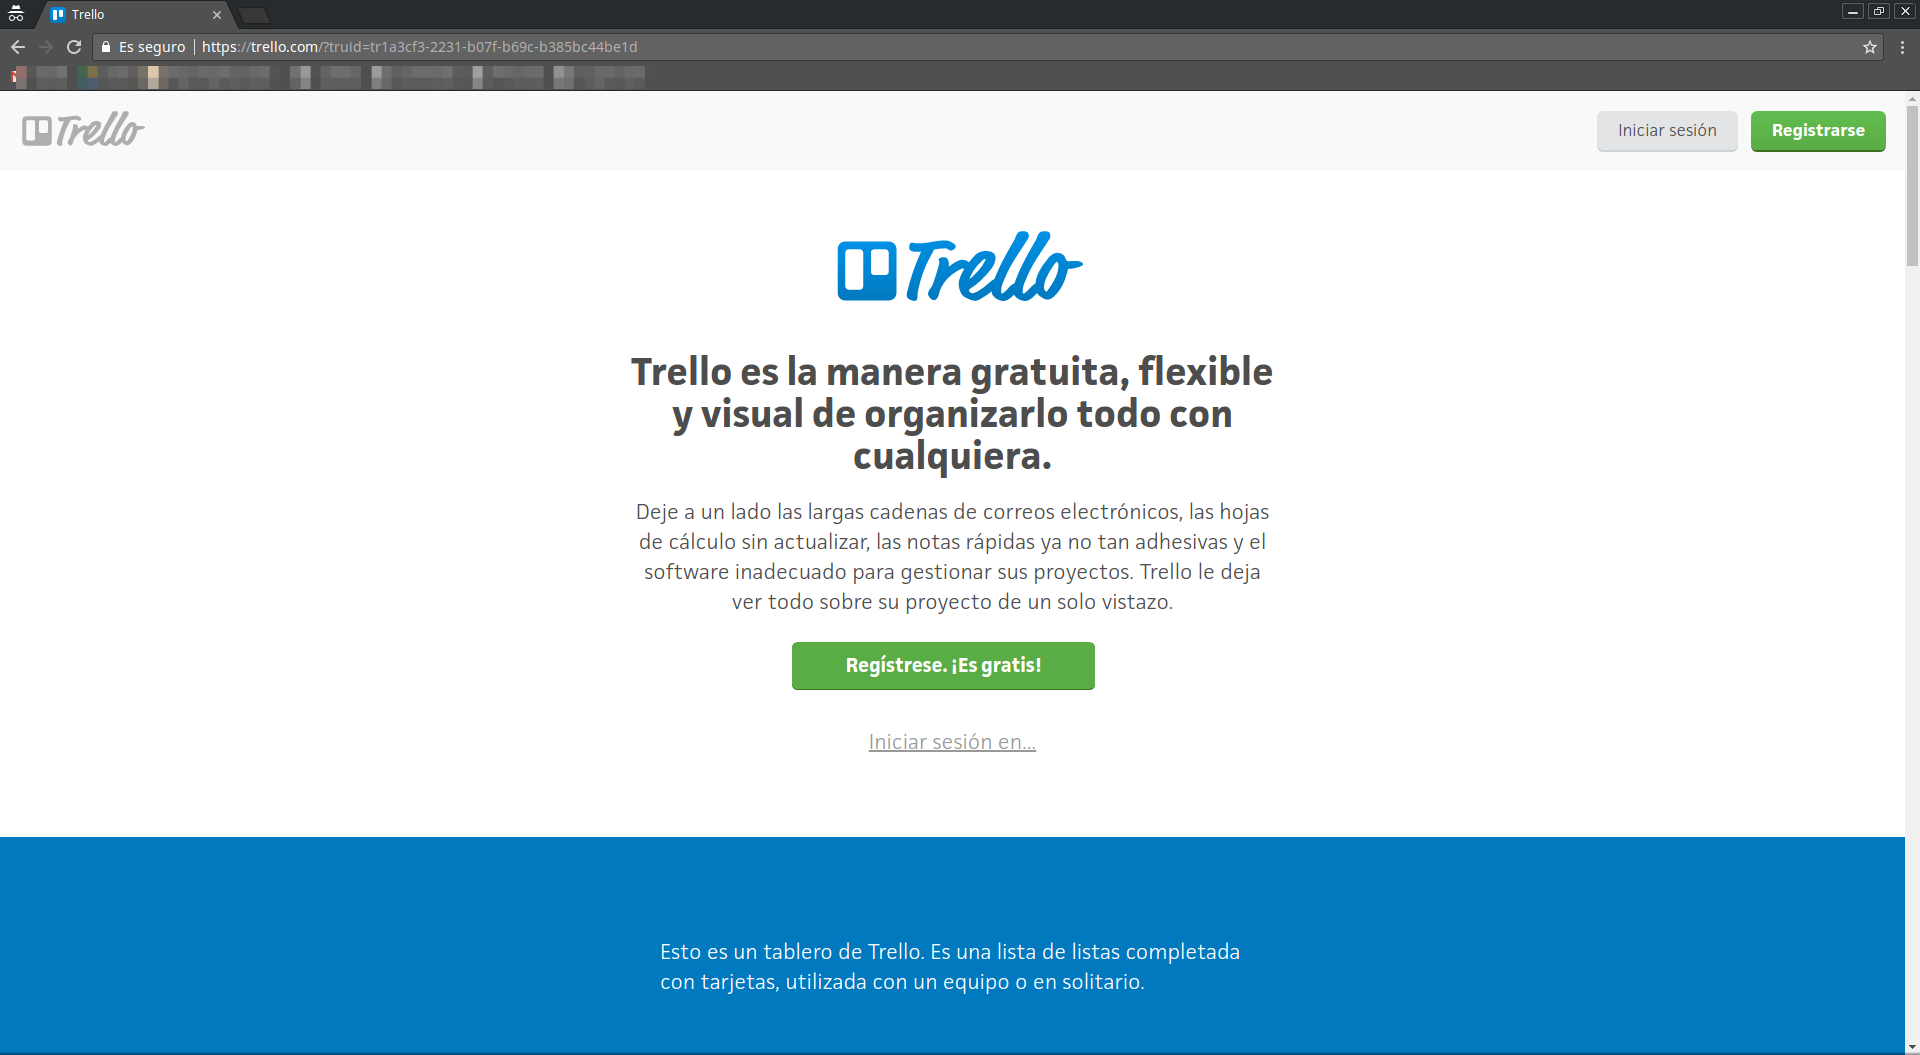 Trello
Es seguro
https://trello.com/?truid=tr1a3cf3-2231-b07f-b69c-b385bc44be1d
Trello
Iniciar sesión
Registrarse
Trello
Trello es la manera gratuita, flexible
y visual de organizarlo todo con
cualquiera.
Deje a un lado las largas cadenas de correos electrónicos, las hojas
de cálculo sin actualizar, las notas rápidas ya no tan adhesivas y el
software inadecuado para gestionar sus proyectos. Trello le deja
ver todo sobre su proyecto de un solo vistazo.
Regístrese. ¡Es gratis!
Iniciar sesión en...
Esto es un tablero de Trello. Es una lista de listas completada
con tarjetas, utilizada con un equipo o en solitario.